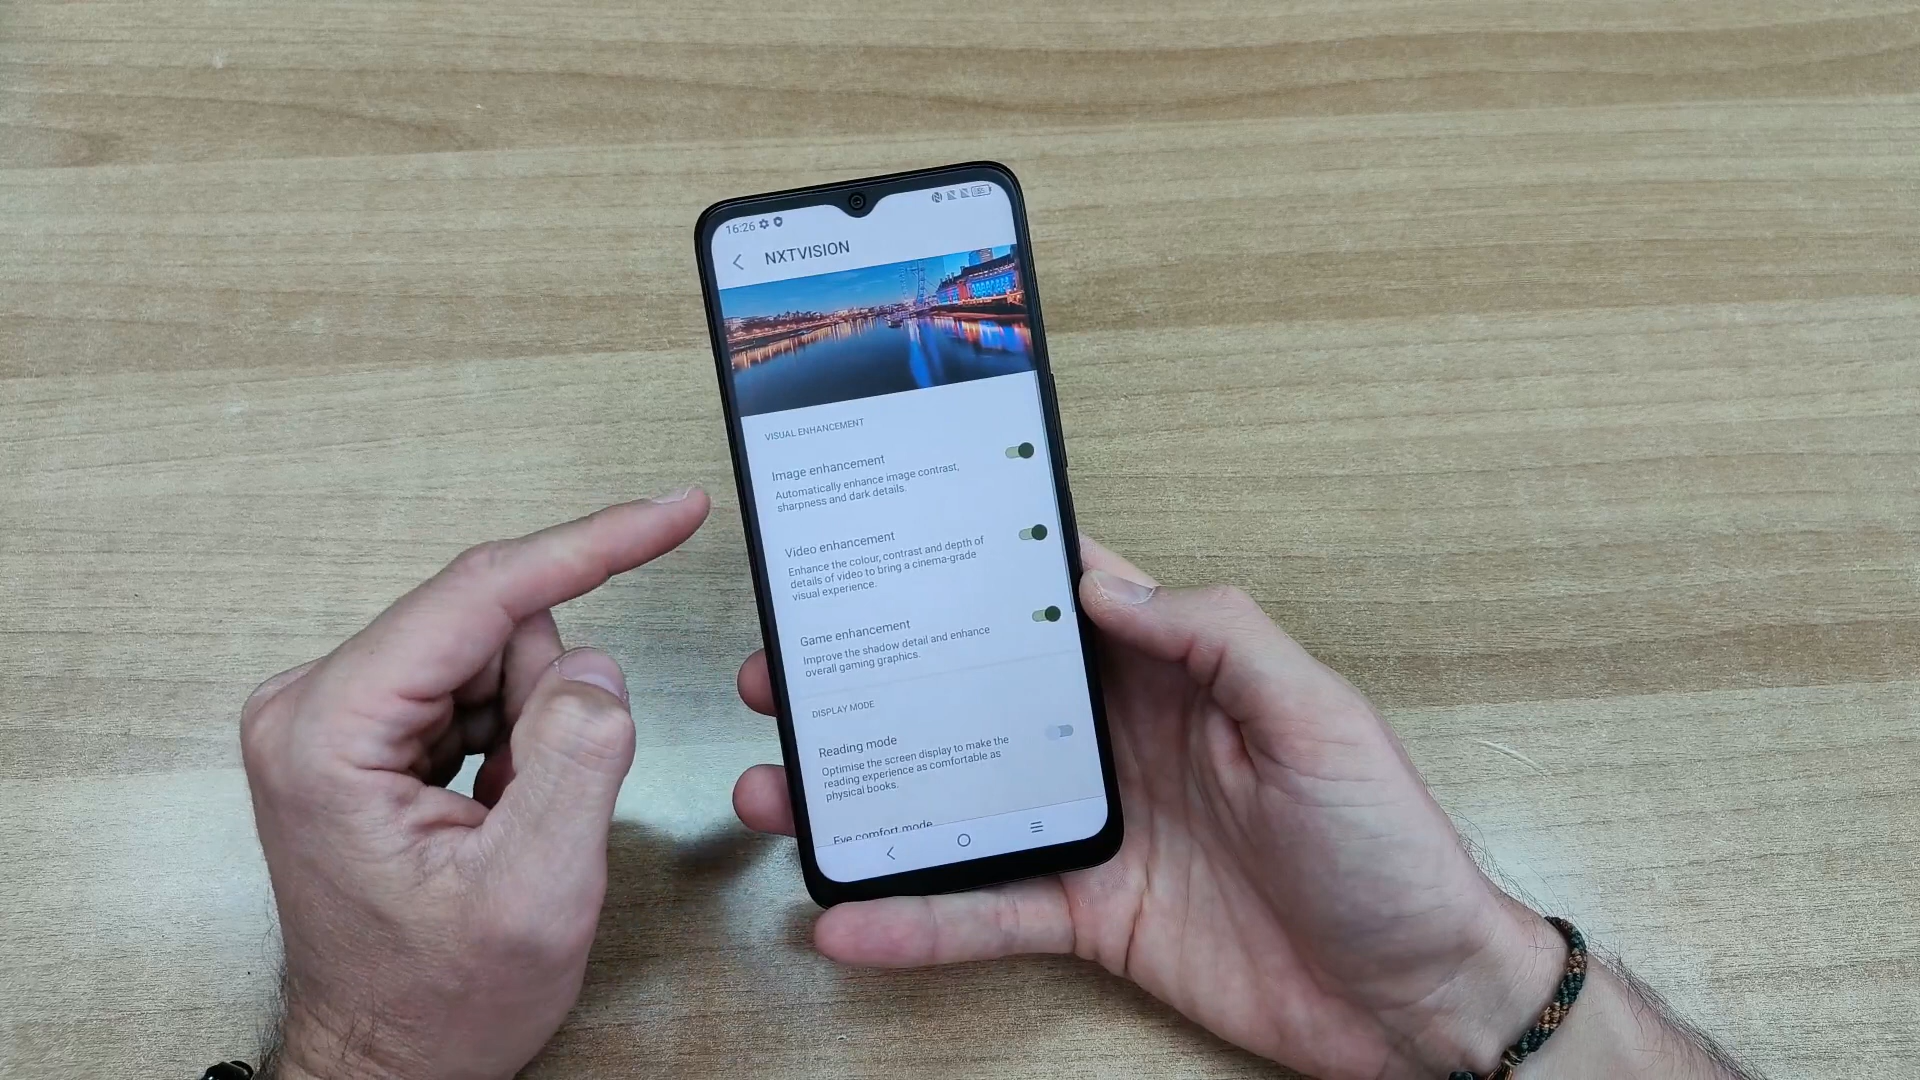 16:26
NXTVISION
VISUAL ENHANCEMENT
Image enhancement
Automatically enhance image contrast,
sharpness and dark details.
Video enhancement
Enhance the colour, contrast and depth of
details of video to bring a cinema-grade
visual experience.
Game enhancement
Improve the shadow detail and enhance
overall gaming graphics.
DISPLAY MODE
Reading mode
Optimise the screen display to make the
reading experience as comfortable as
physical books.
Eye comfort mode